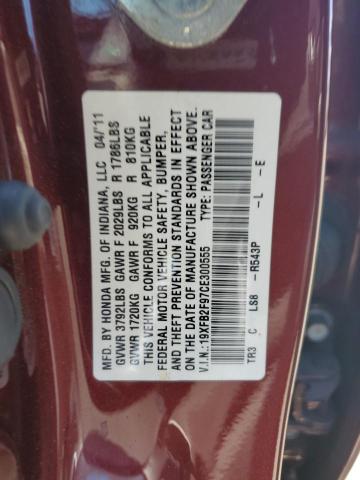 MFD. BY HONDA MFG. OF INDIANA, LLC 04/'11
GVWR 3792LBS GAWR F 2029LBS R 1786LBS
GVWR 1720KG GAWR F 920KG R 810KG
THIS VEHICLE CONFORMS TO ALL APPLICABLE
FEDERAL MOTOR VEHICLE SAFETY, BUMPER,
AND THEFT PREVENTION STANDARDS IN EFFECT
ON THE DATE OF MANUFACTURE SHOWN ABOVE.
V.I.N.: 19XFB2F97CE300555 TYPE: PASSENGER CAR
TR3 C LS8 -R543P -L -E